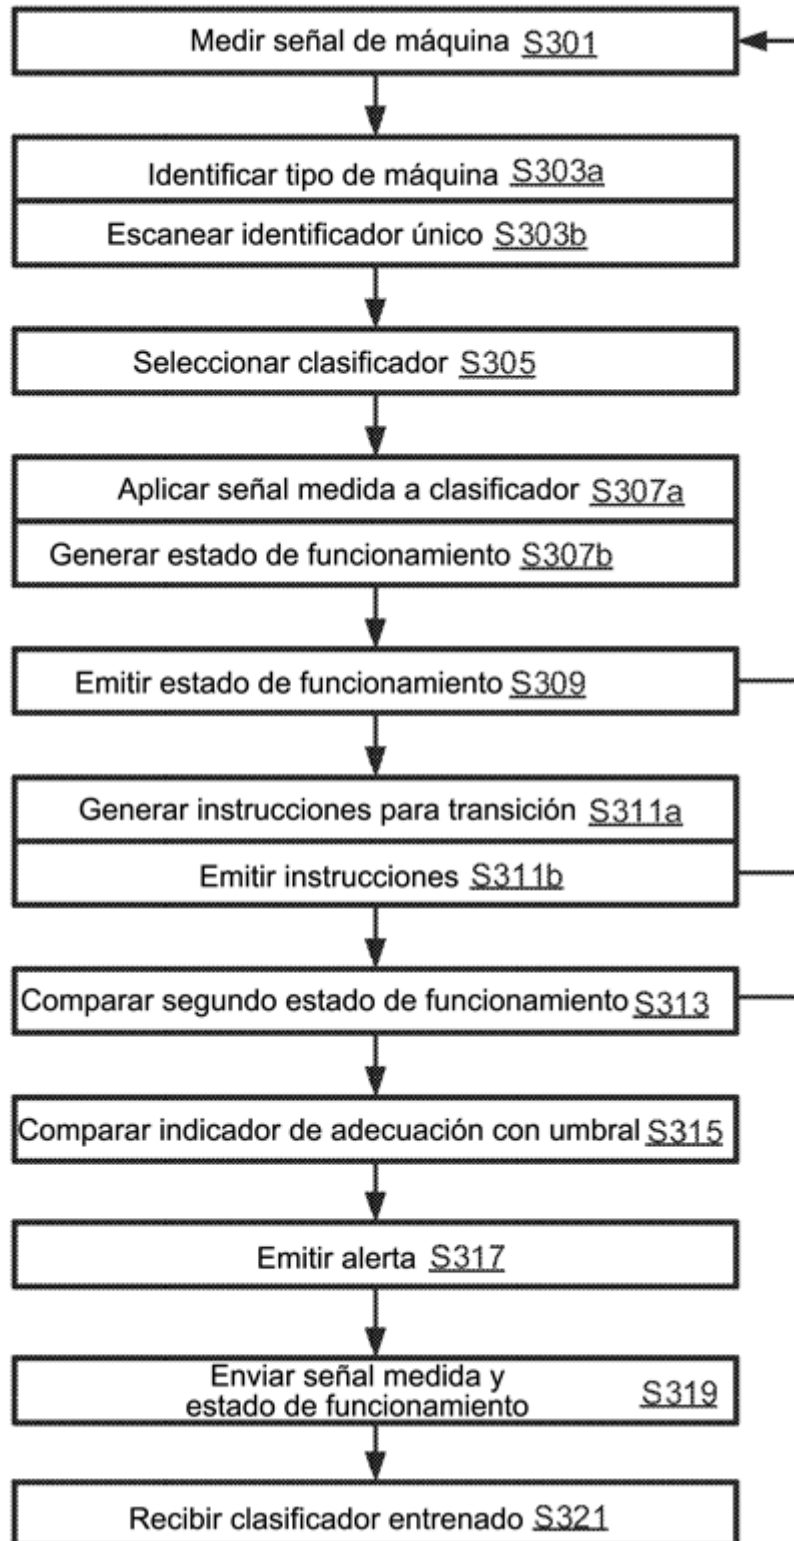 Medir señal de máquina S301
Identificar tipo de máquina S303a
Escanear identificador único S303b
Seleccionar clasificador S305
Aplicar señal medida a clasificador S307a
Generar estado de funcionamiento S307b
Emitir estado de funcionamiento S309
Generar instrucciones para transición S311a
Emitir instrucciones S311b
Comparar segundo estado de funcionamiento S313
Comparar indicador de adecuación con umbral S315
Emitir alerta S317
Enviar señal medida y
estado de funcionamiento S319
Recibir clasificador entrenado S321